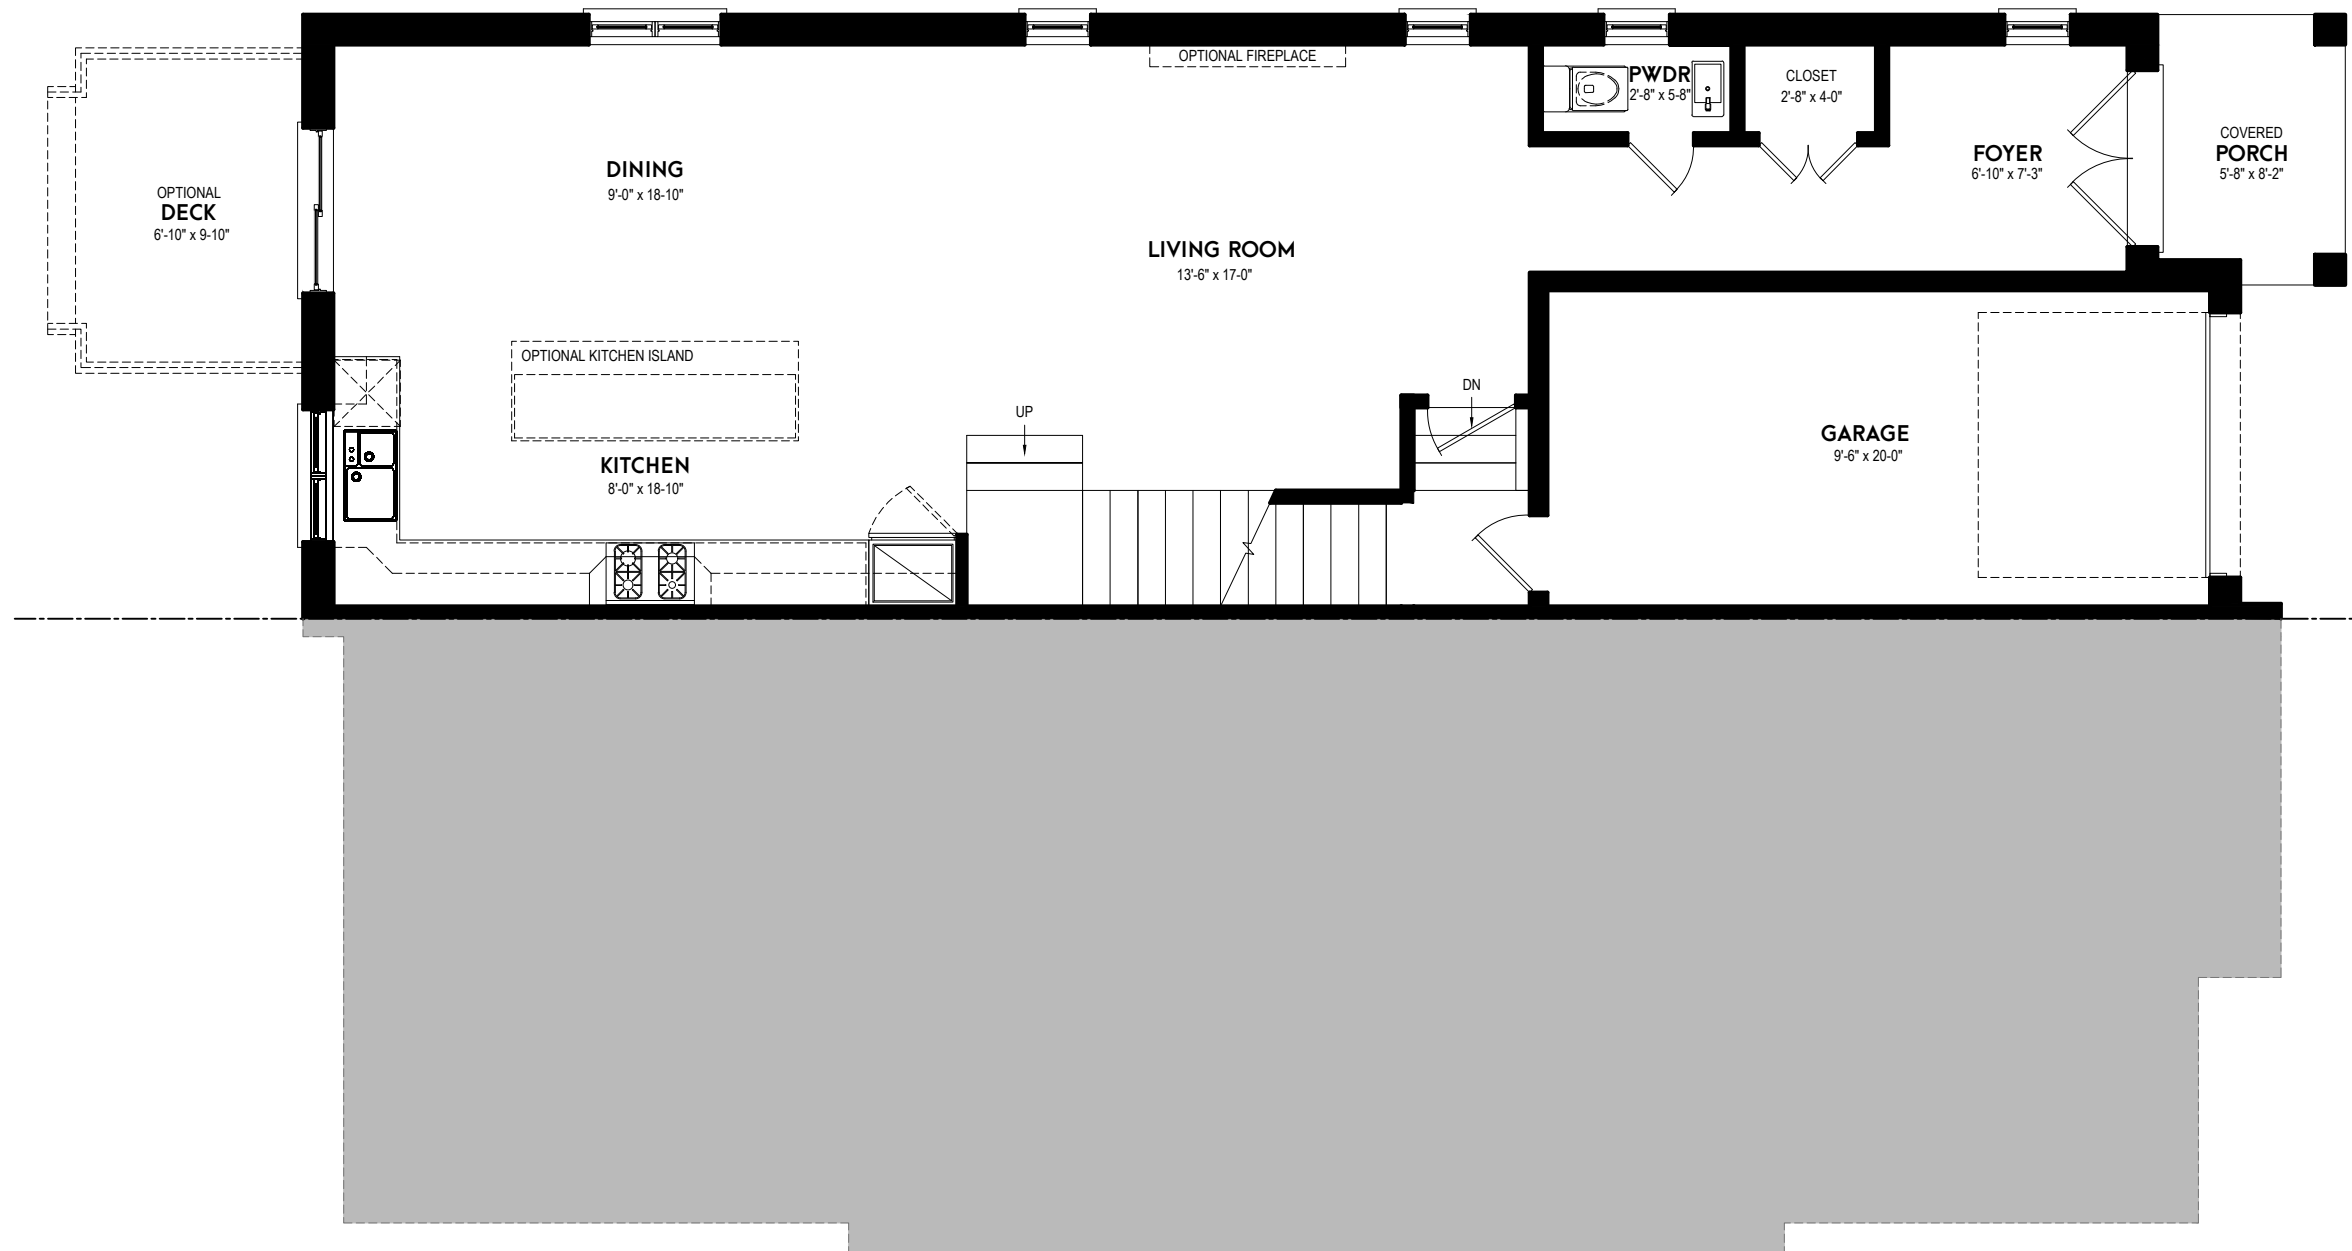 OPTIONAL FIREPLACE
PWDR
2'-8" x 5-8"
CLOSET
2'-8" x 4-0"
COVERED
PORCH
5'-8" x 8'-2"
FOYER
6'-10" x 7'-3"
DINING
9'-0" x 18-10"
OPTIONAL
DECK
6'-10" x 9-10"
LIVING ROOM
13'-6" x 17-0"
OPTIONAL KITCHEN ISLAND
DN
UP
GARAGE
9'-6" x 20-0"
KITCHEN
8'-0" x 18-10"